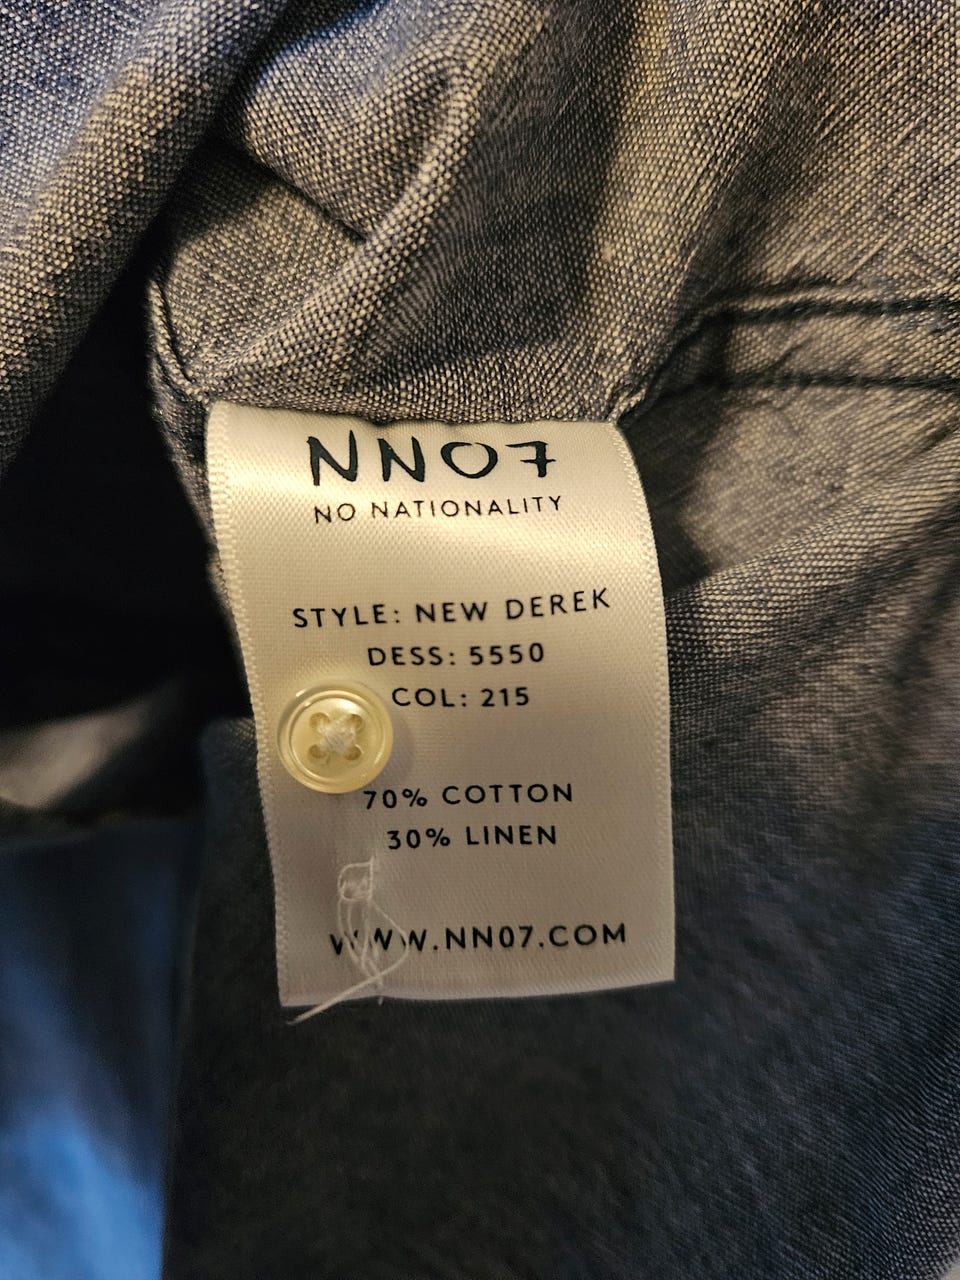 NN07
NO NATIONALITY
STYLE: NEW DEREK
DESS: 5550
COL: 215
70% COTTON
30% LINEN
WWW.NN07.COM